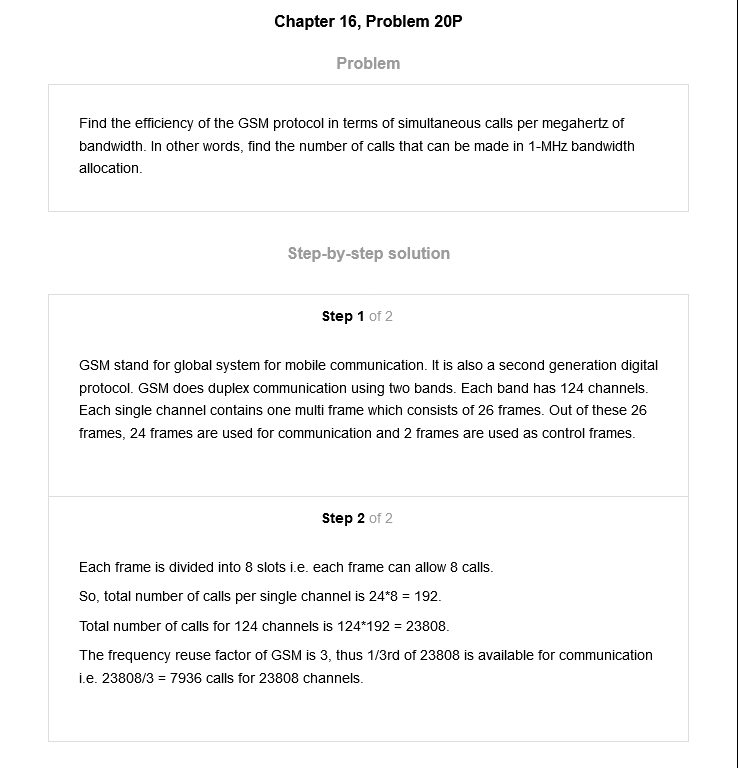 Chapter 16, Problem 20P
Problem
Find the efficiency of the GSM protocol in terms of simultaneous calls per megahertz of
bandwidth. In other words, find the number of calls that can be made in 1-MHz bandwidth
allocation.
Step-by-step solution
Step 1 of 2
GSM stand for global system for mobile communication. It is also a second generation digital
protocol. GSM does duplex communication using two bands. Each band has 124 channels.
Each single channel contains one multi frame which consists of 26 frames. Out of these 26
frames, 24 frames are used for communication and 2 frames are used as control frames.
Step 2 of 2
Each frame is divided into 8 slots i.e. each frame can allow 8 calls.
So, total number of calls per single channel is 24*8 = 192.
Total number of calls for 124 channels is 124*192 = 23808.
The frequency reuse factor of GSM is 3, thus 1/3rd of 23808 is available for communication
i.e. 23808/3 = 7936 calls for 23808 channels.